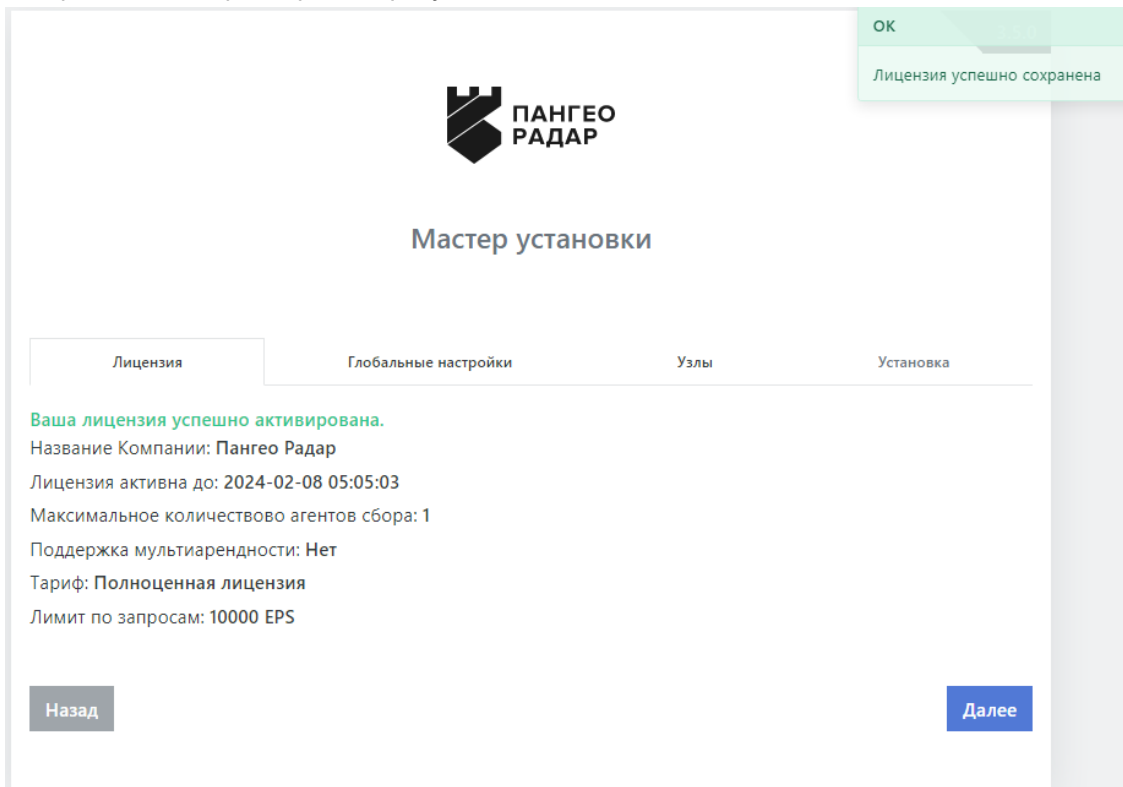 ОК
Лицензия успешно сохранена
ПАНГЕО
РАДАР
Мастер установки
Лицензия
Глобальные настройки
Узлы
Установка
Ваша лицензия успешно активирована.
Название Компании: Пангео Радар
Лицензия активна до: 2024-02-08 05:05:03
Максимальное количествово агентов сбора: 1
Поддержка мультиарендности: Нет
Тариф: Полноценная лицензия
Лимит по запросам: 10000 EPS
Назад
Далее